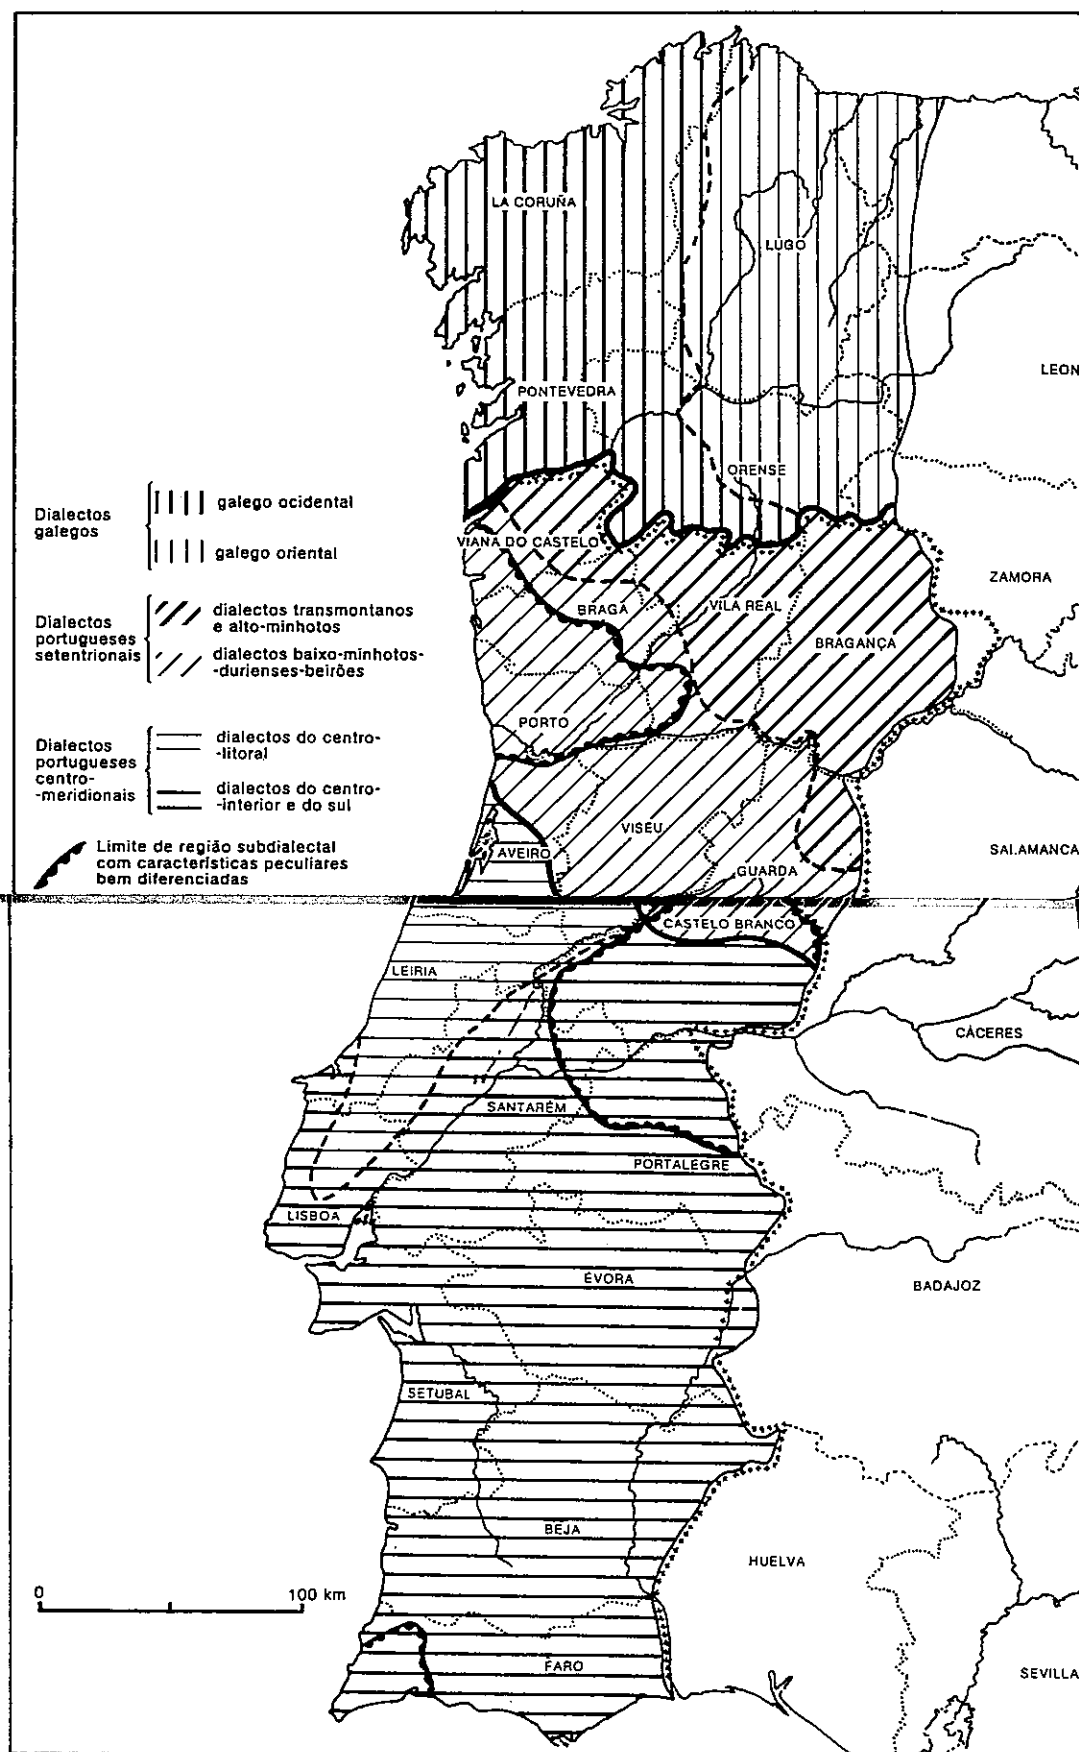 LA CORUÑA
LUGO
LEON
PONTEVEDRA
ORENSE
Dialectos
galegos
galego ocidental
galego oriental
VIANA DO CASTELO
ZAMORA
BRAGA
VILA REAL
BRAGANÇA
Dialectos
portugueses
setentrionais
dialectos transmontanos
e alto-minhotos
dialectos baixo-minhotos-
-durienses-beirões
PORTO
Dialectos
portugueses
centro-
-meridionais
dialectos do centro-
-litoral
dialectos do centro-
-interior e do sul
VISEU
AVEIRO
GUARDA
SALAMANCA
Limite de região subdialectal
com características peculiares
bem diferenciadas
CASTELO BRANCO
LEIRIA
CÁCERES
SANTARÉM
PORTALEGRE
LISBOA
ÉVORA
BADAJOZ
SETUBAL
BEJA
HUELVA
0
100 km
FARO
SEVILLA